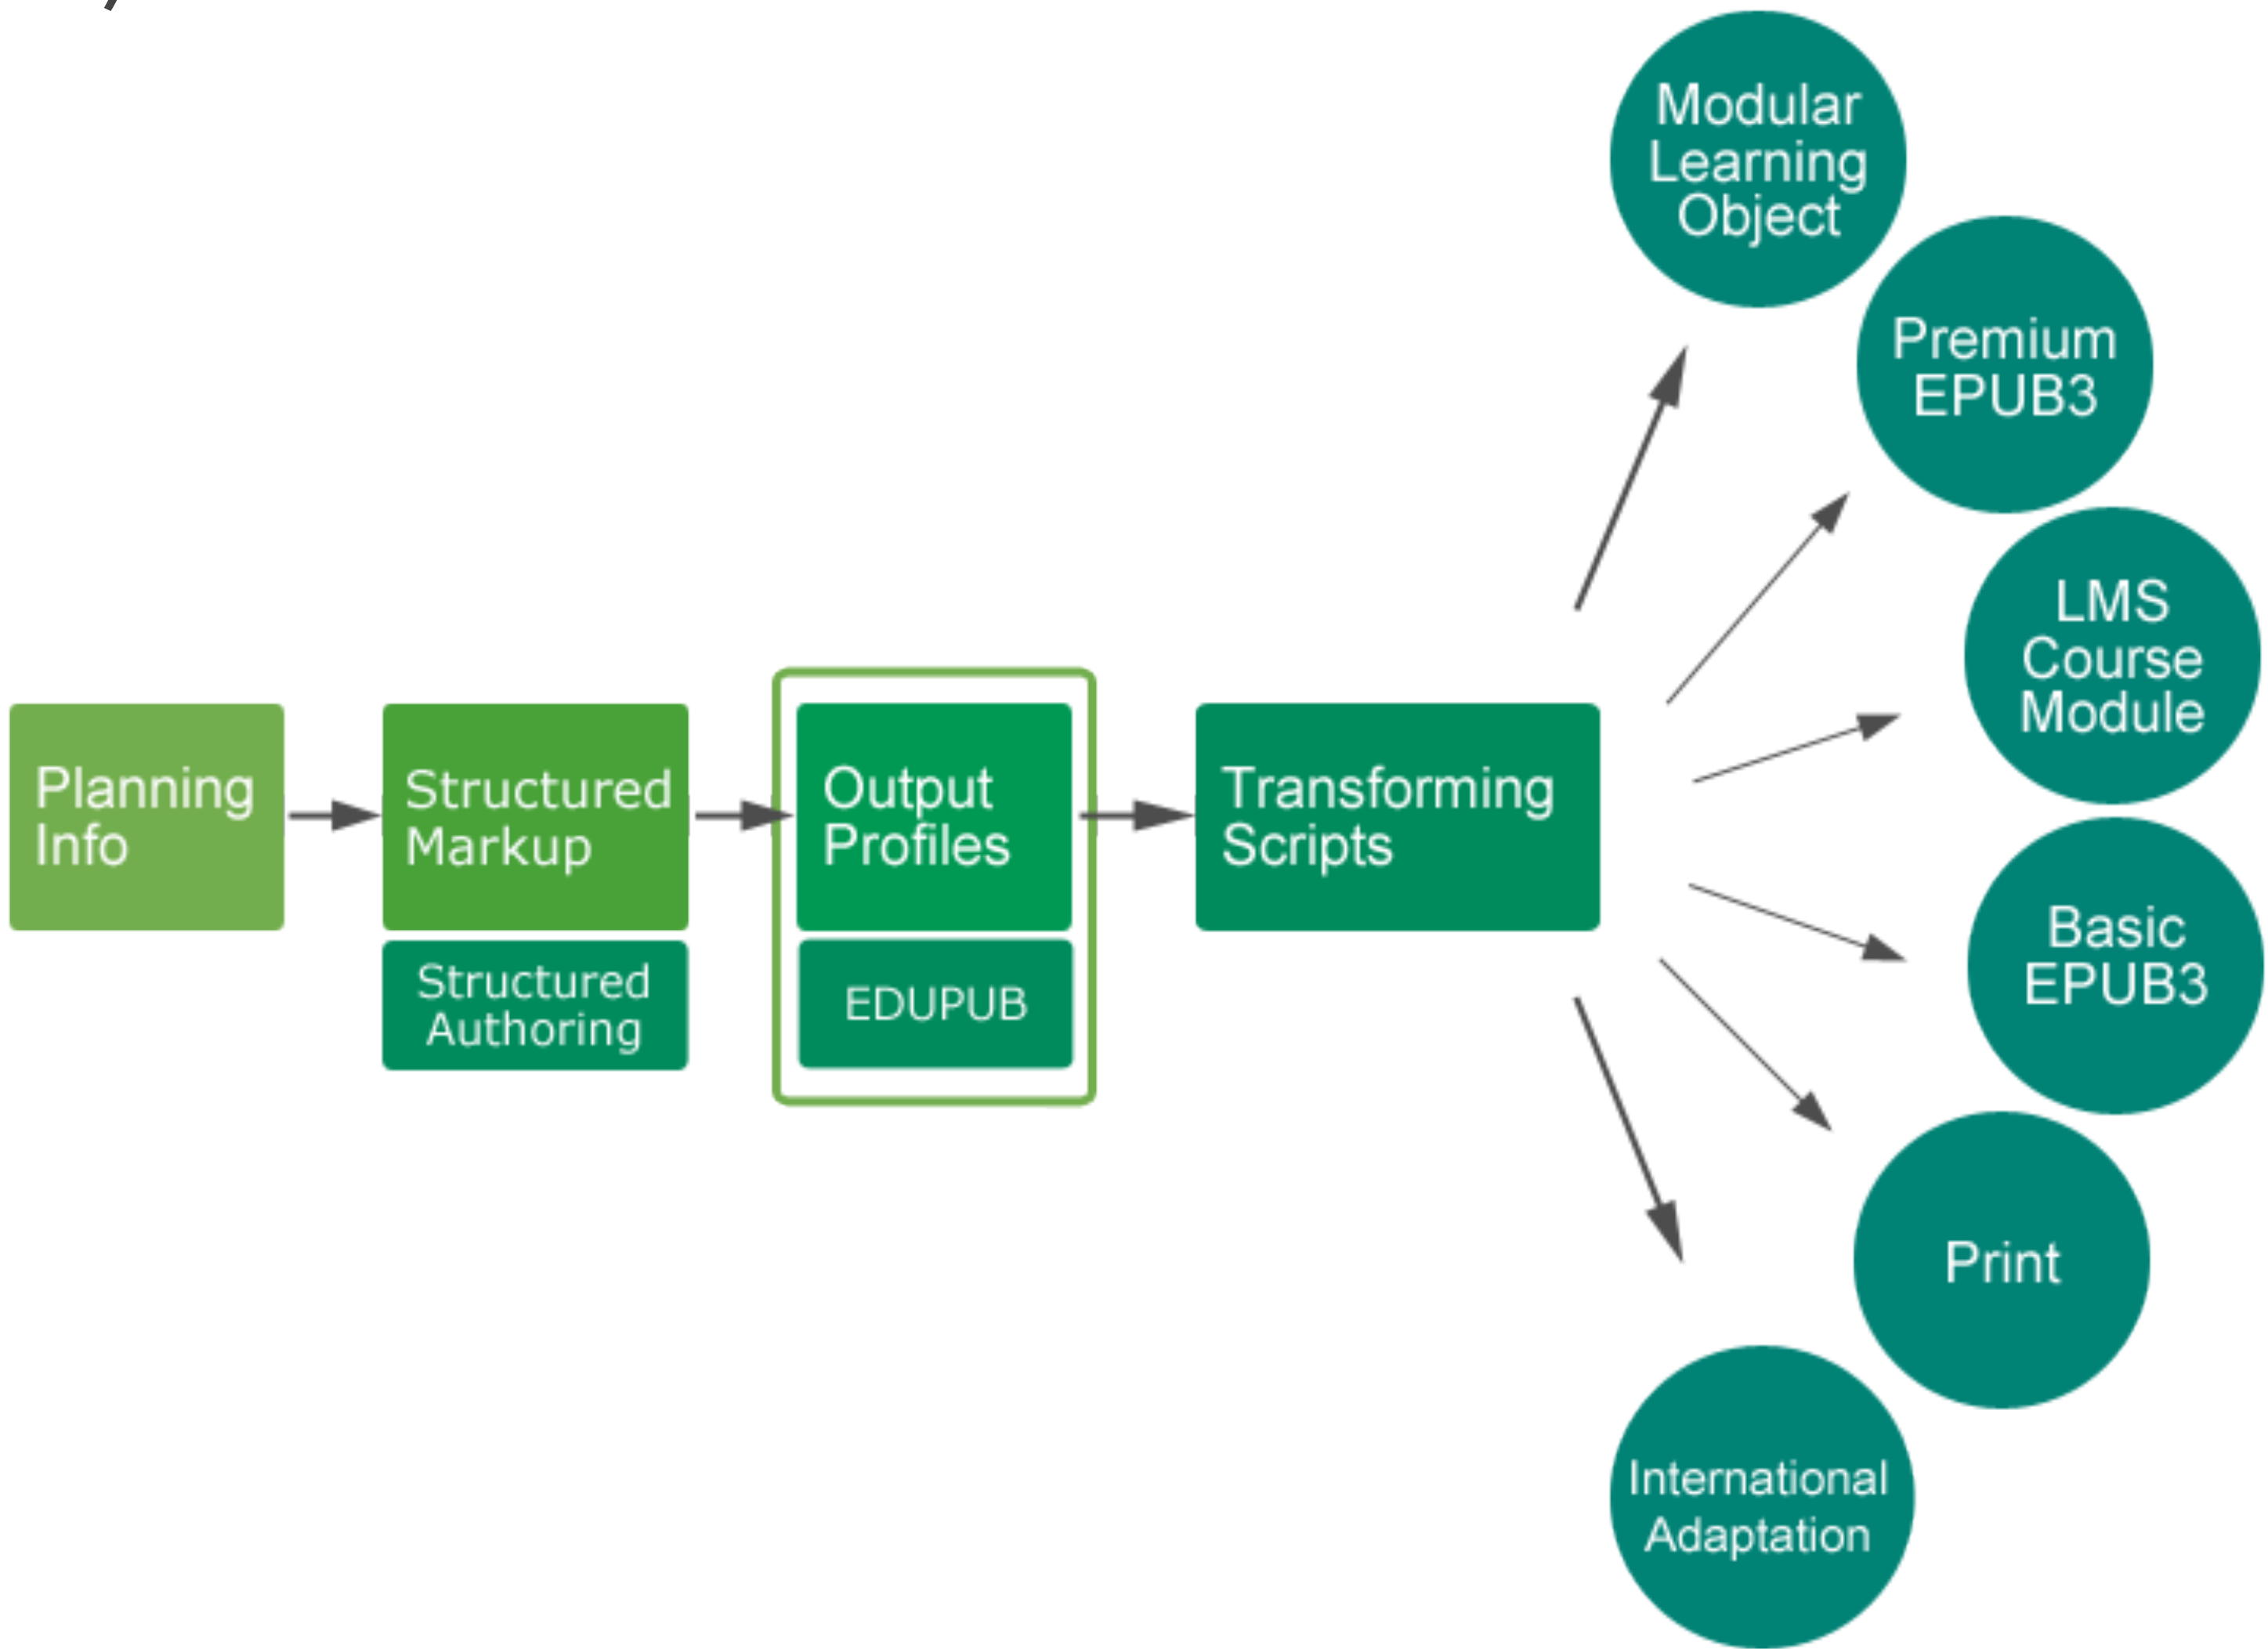 Modular
Learning
Object
Premium
EPUB3
LMS
Course
Module
Planning
Info
Structured
Markup
Structured
Authoring
Output
Profiles
EDUPUB
Transforming
Scripts
Basic
EPUB3
Print
International
Adaptation